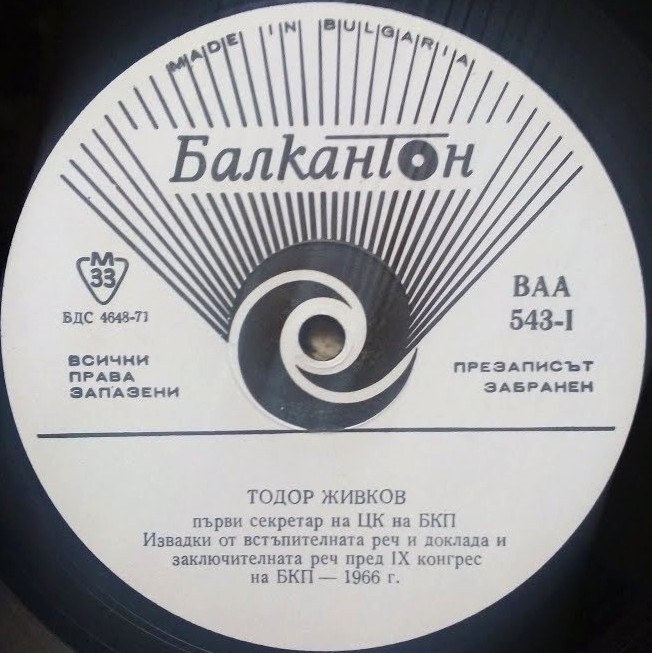 MADE IN BULGARIA
Балкантон
М
33
БДС 4648-71
ВАА
543-I
ВСИЧКИ
ПРАВА
ЗАПАЗЕНИ
ПРЕЗАПИСЪТ
ЗАБРАНЕН
ТОДОР ЖИВКОВ
първи секретар на ЦК на БКП
Извадки от встъпителната реч и доклада и
заключителната реч пред IX конгрес
на БКП — 1966 г.